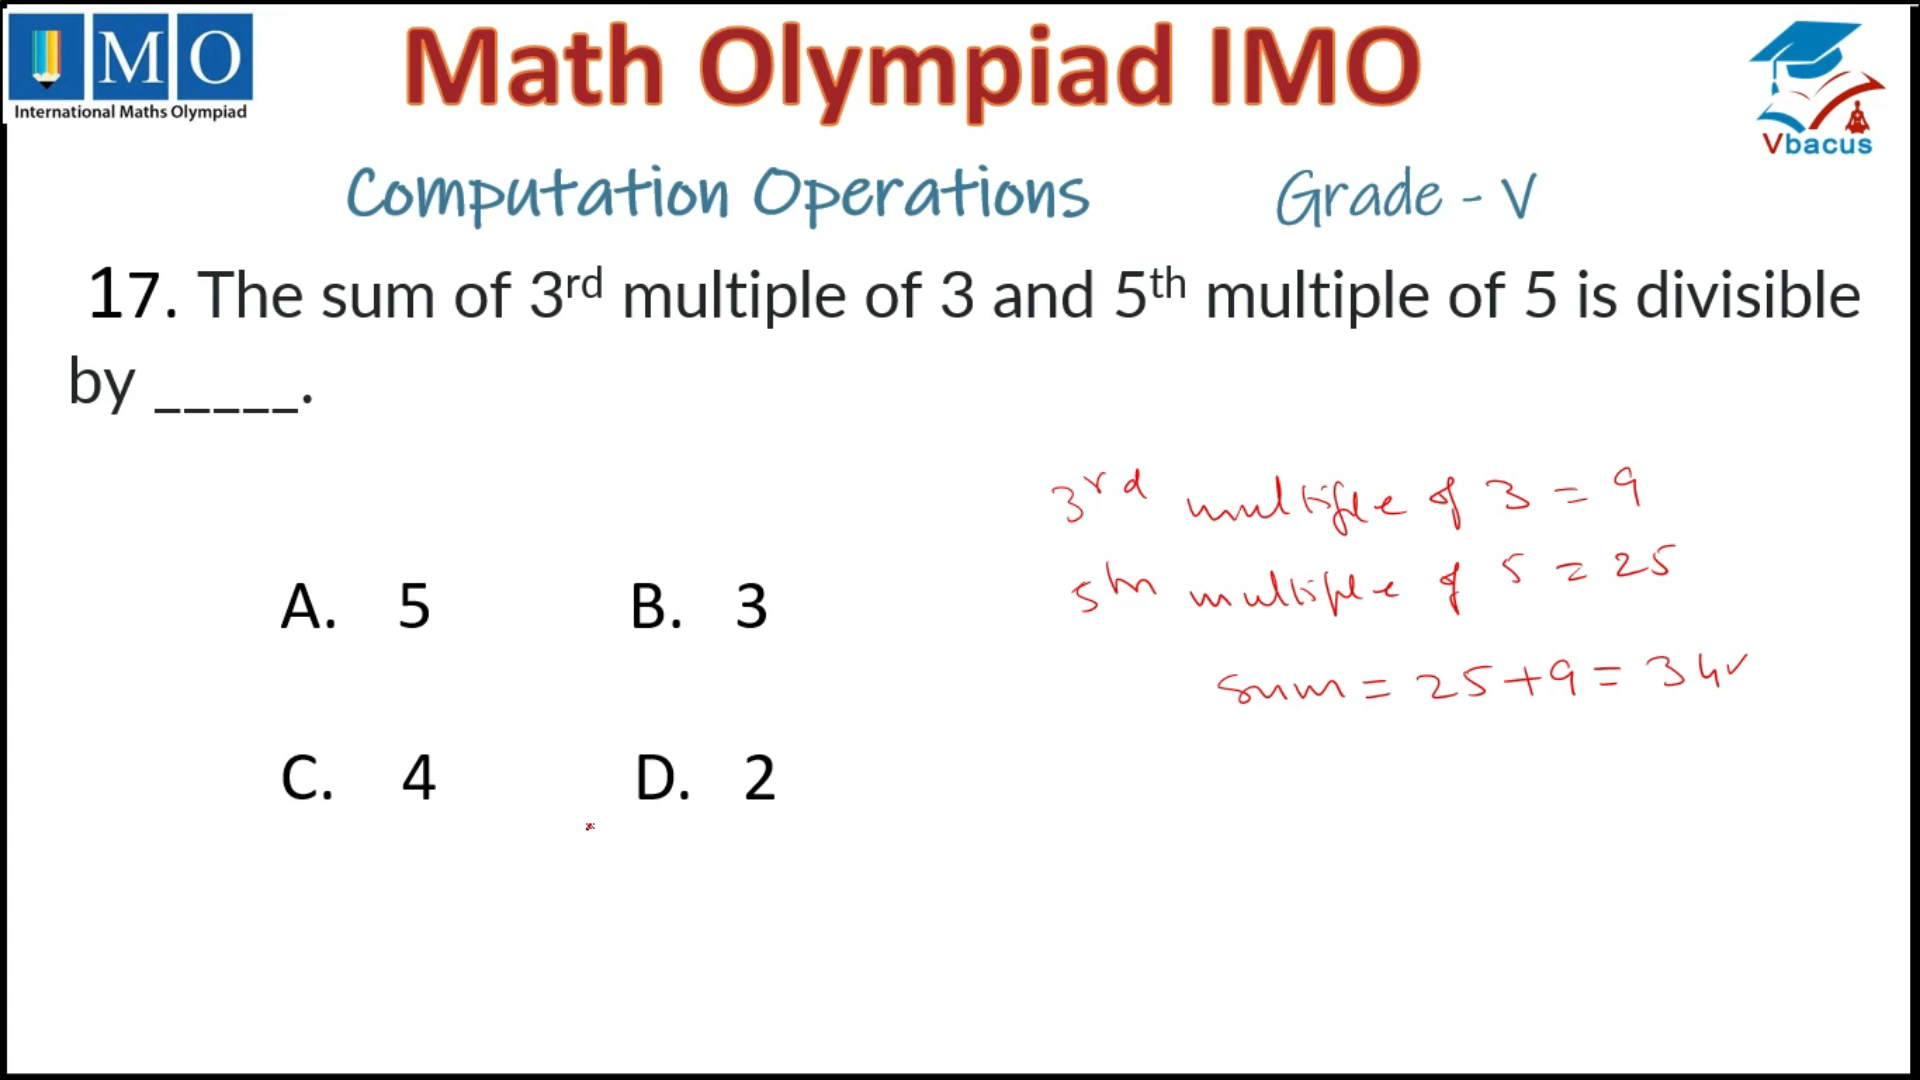 IMO
International Maths Olympiad
Math Olympiad IMO
Vbacus
Computation Operations Grade - V
17. The sum of 3rd multiple of 3 and 5th multiple of 5 is divisible
by _____.
3rd multiple of 3 = 9
5th multiple of 5 = 25
A. 5 B. 3
Sum = 25+9 = 34✓
C. 4 D. 2